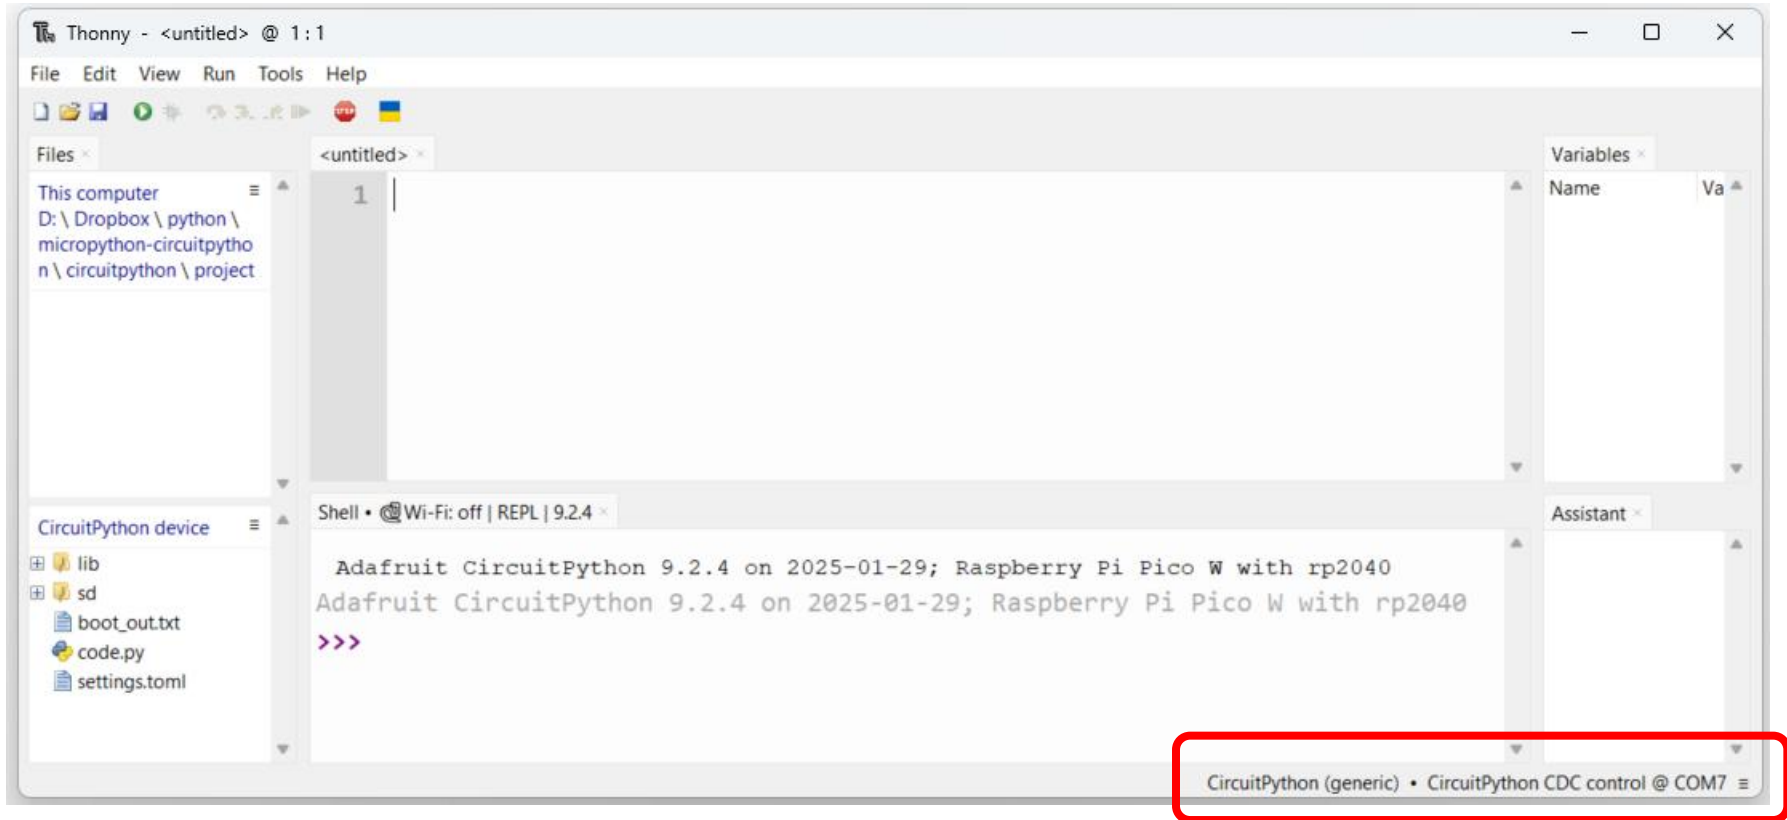 Thonny - <untitled> @ 1:1
File Edit View Run Tools Help
Files
This computer
D: \ Dropbox \ python \
micropython-circuitpytho
n \ circuitpython \ project
<untitled>
1
Variables
Name Va
CircuitPython device
lib
sd
boot_out.txt
code.py
settings.toml
Shell • Wi-Fi: off | REPL | 9.2.4
Adafruit CircuitPython 9.2.4 on 2025-01-29; Raspberry Pi Pico W with rp2040
Adafruit CircuitPython 9.2.4 on 2025-01-29; Raspberry Pi Pico W with rp2040
>>>
Assistant
CircuitPython (generic) • CircuitPython CDC control @ COM7 ≡